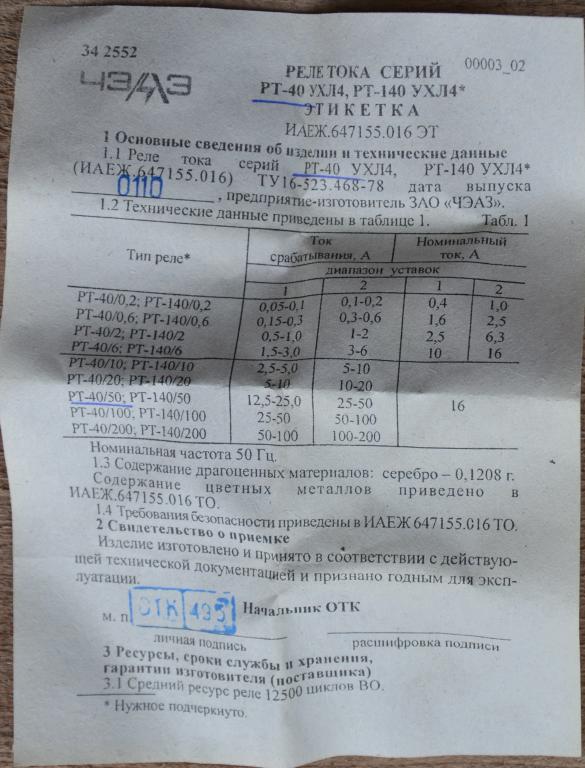 34 2552
ЧЭАЗ
РЕЛЕ ТОКА СЕРИЙ
00003_02
РТ-40 УХЛ4, РТ-140 УХЛ4*
ЭТИКЕТКА
ИАЕЖ.647155.016 ЭТ
1 Основные сведения об изделии и технические данные
1.1 Реле тока серий РТ-40 УХЛ4, РТ-140 УХЛ4*
(ИАЕЖ.647155.016) ТУ16-523.468-78 дата выпуска
0110, предприятие-изготовитель ЗАО «ЧЭАЗ».
1.2 Технические данные приведены в таблице 1. Табл. 1
Тип реле* Ток срабатывания, А Номинальный ток, А
диапазон уставок
1 2 1 2
РТ-40/0,2; РТ-140/0,2 0,05-0,1 0,1-0,2 0,4 1,0
РТ-40/0,6; РТ-140/0,6 0,15-0,3 0,3-0,6 1,6 2,5
РТ-40/2; РТ-140/2 0,5-1,0 1-2 2,5 6,3
РТ-40/6; РТ-140/6 1,5-3,0 3-6 10 16
РТ-40/10; РТ-140/10 2,5-5,0 5-10
РТ-40/20; РТ-140/20 5-10 10-20
РТ-40/50; РТ-140/50 12,5-25,0 25-50 16
РТ-40/100; РТ-140/100 25-50 50-100
РТ-40/200; РТ-140/200 50-100 100-200
Номинальная частота 50 Гц.
1.3 Содержание драгоценных материалов: серебро – 0,1208 г.
Содержание цветных металлов приведено в
ИАЕЖ.647155.016 ТО.
1.4 Требования безопасности приведены в ИАЕЖ 647155.016 ТО.
2 Свидетельство о приемке
Изделие изготовлено и принято в соответствии с действую-
щей технической документацией и признано годным для эксп-
луатации.
ОТК 495
Начальник ОТК
м. п.
личная подпись расшифровка подписи
3 Ресурсы, сроки службы и хранения,
гарантии изготовителя (поставщика)
3.1 Средний ресурс реле 12500 циклов ВО.
* Нужное подчеркнуто.